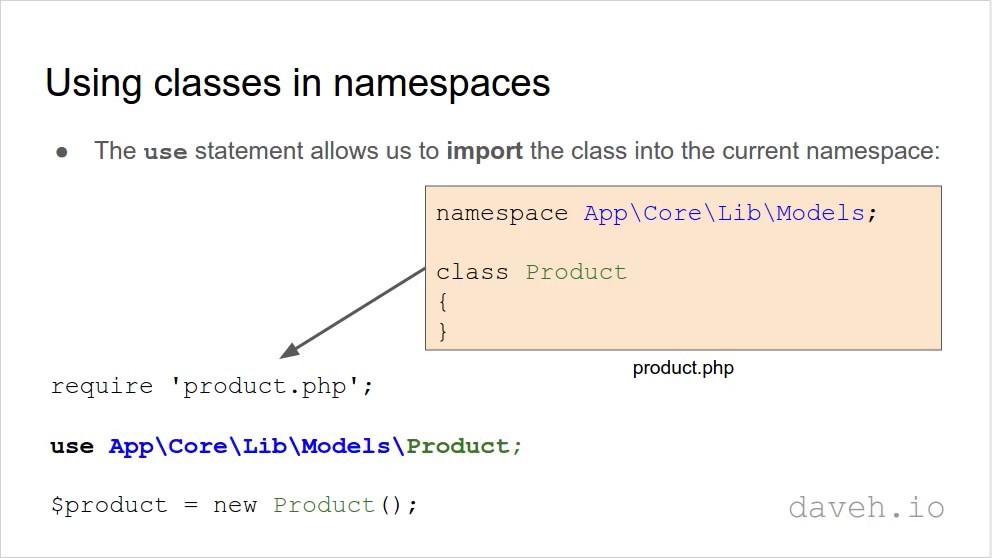 Using classes in namespaces
● The use statement allows us to import the class into the current namespace:
namespace App\Core\Lib\Models;
class Product
{
}
product.php
require 'product.php';
use App\Core\Lib\Models\Product;
$product = new Product();
daveh.io